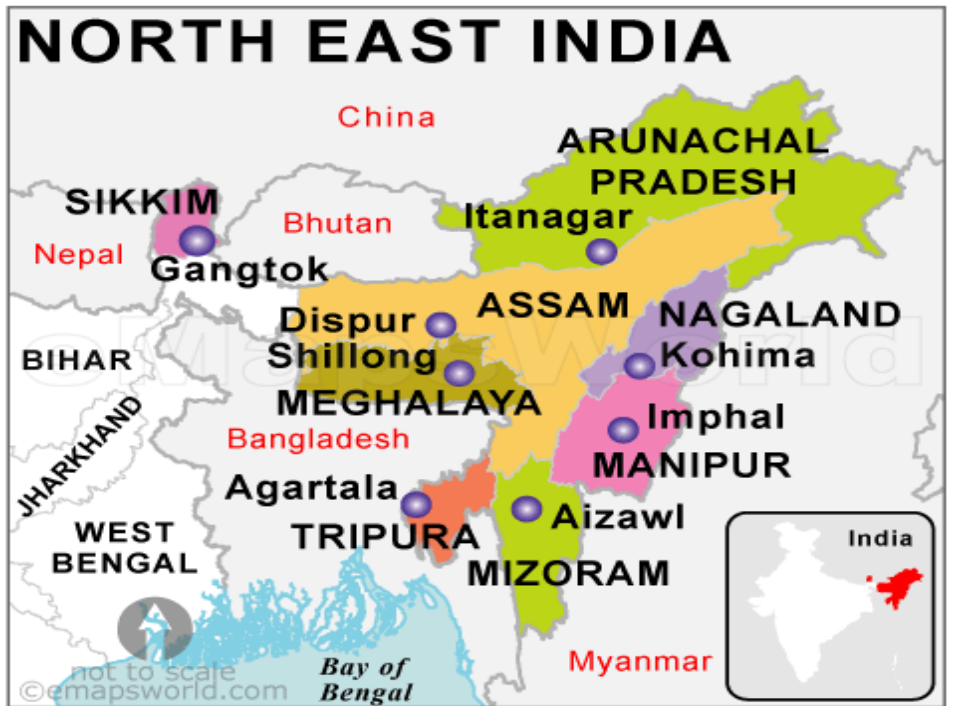 NORTH EAST INDIA
China
ARUNACHAL
PRADESH
SIKKIM
Itanagar
Bhutan
Nepal
Gangtok
ASSAM
NAGALAND
Dispur
Shillong
Kohima
BIHAR
eMapsWorld
MEGHALAYA
Imphal
JHARKHAND
Bangladesh
MANIPUR
Agartala
Aizawl
TRIPURA
WEST
BENGAL
MIZORAM
India
Myanmar
Bay of
Bengal
not to scale
©emapsworld.com